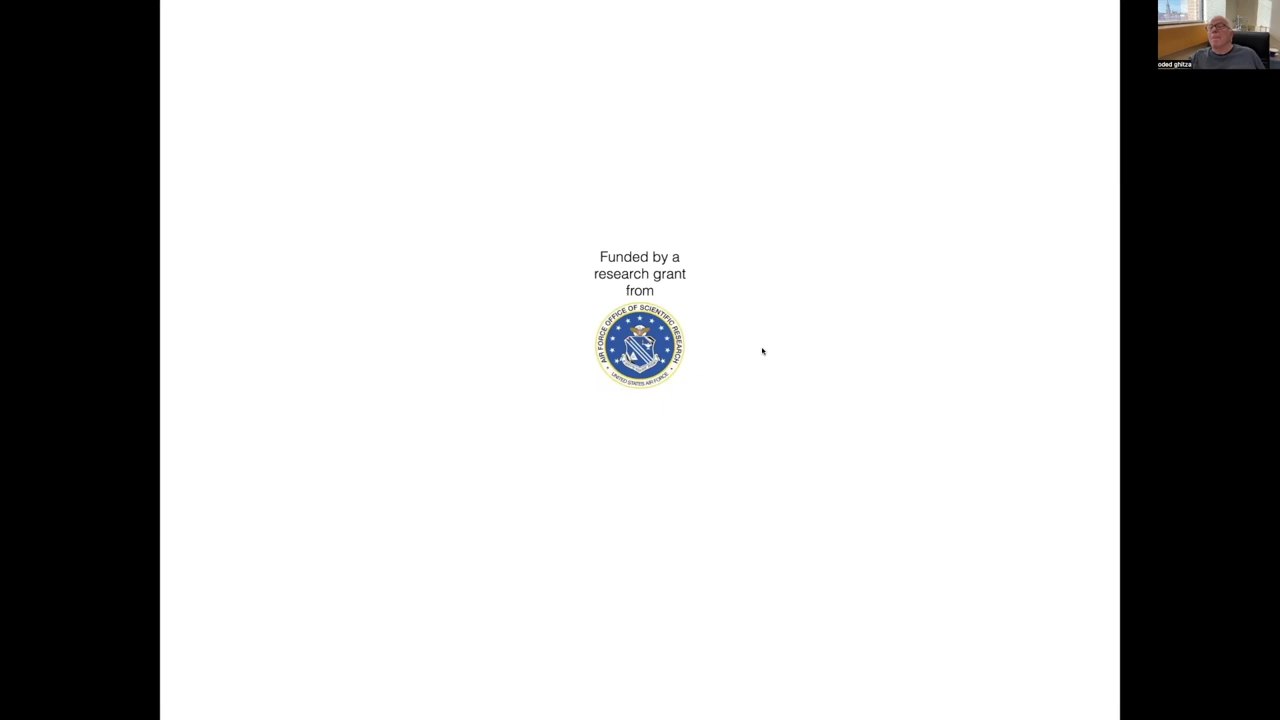 Funded by a
research grant
from
AIR FORCE OFFICE OF SCIENTIFIC RESEARCH
UNITED STATES AIR FORCE
oded ghitza